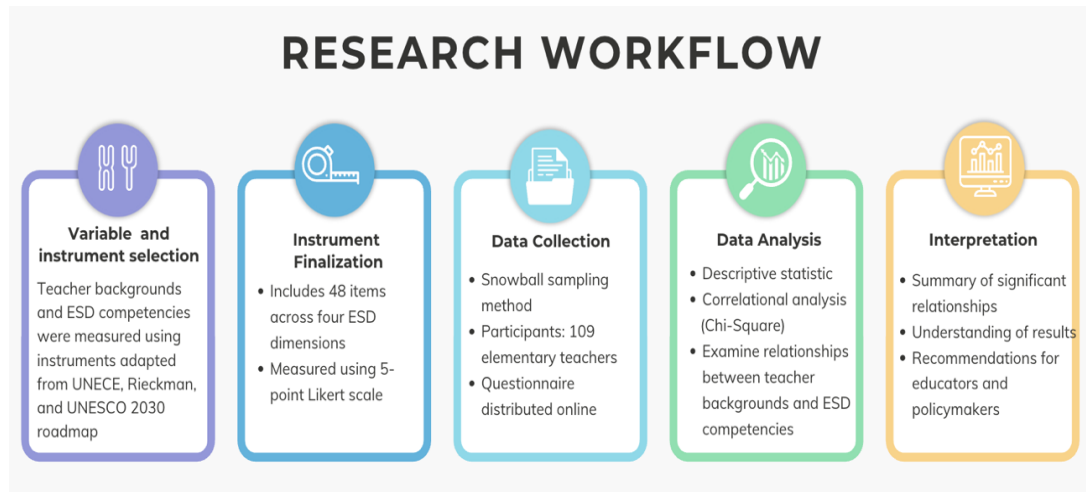 RESEARCH WORKFLOW
Variable and
instrument selection
Teacher backgrounds
and ESD competencies
were measured using
instruments adapted
from UNECE, Rieckman,
and UNESCO 2030
roadmap
Instrument
Finalization
• Includes 48 items
across four ESD
dimensions
• Measured using 5-
point Likert scale
Data Collection
• Snowball sampling
method
• Participants: 109
elementary teachers
• Questionnaire
distributed online
Data Analysis
• Descriptive statistic
• Correlational analysis
(Chi-Square)
• Examine relationships
between teacher
backgrounds and ESD
competencies
Interpretation
• Summary of significant
relationships
• Understanding of results
• Recommendations for
educators and
policymakers